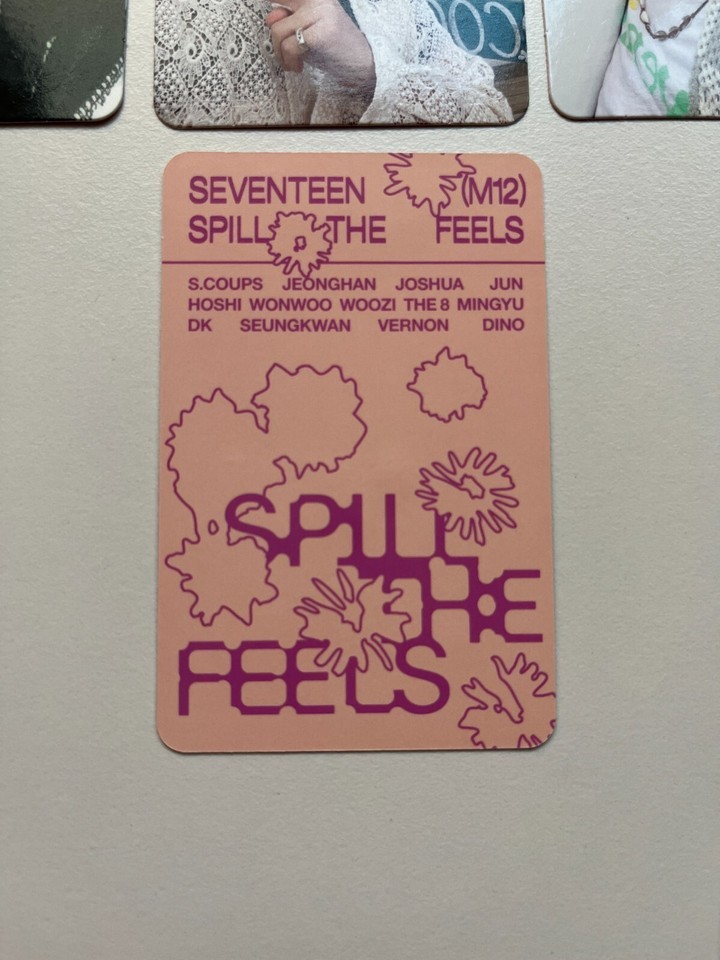 SEVENTEEN (M12)
SPILL THE FEELS
S.COUPS JEONGHAN JOSHUA JUN
HOSHI WONWOO WOOZI THE 8 MINGYU
DK SEUNGKWAN VERNON DINO
SPILL
THE
FEELS